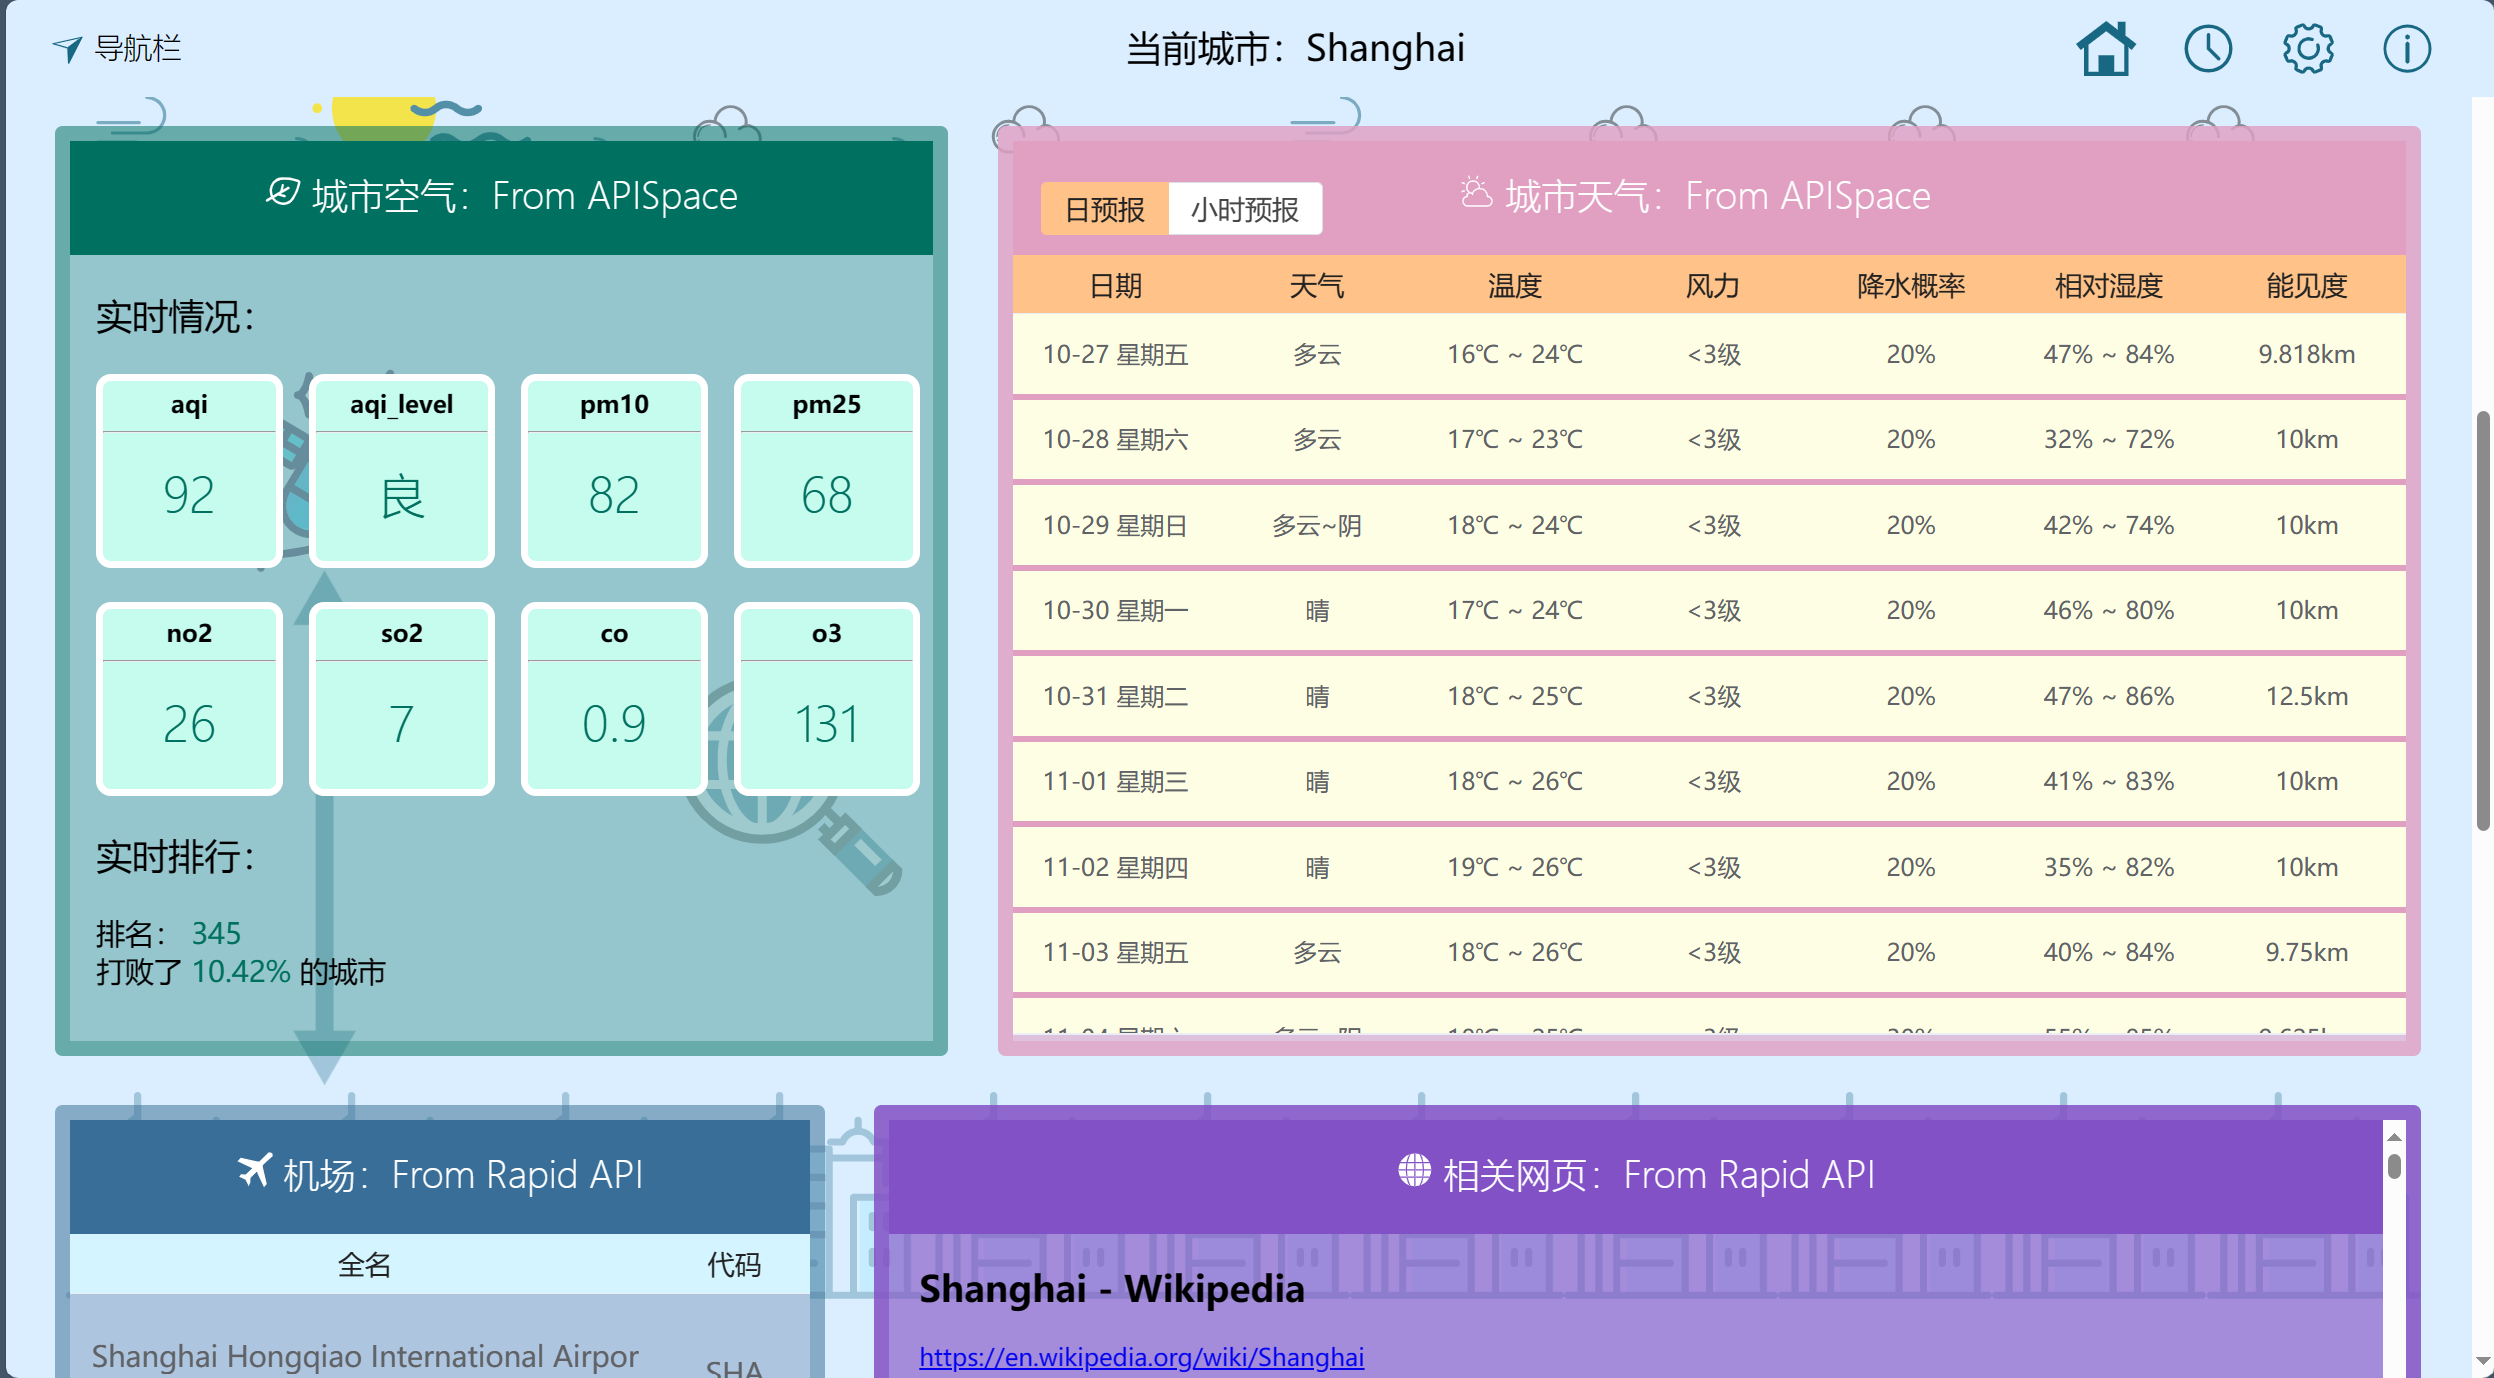 导航栏
当前城市：Shanghai
城市空气：From APISpace
实时情况：
aqi aqi_level pm10 pm25
92 良 82 68
no2 so2 co o3
26 7 0.9 131
实时排行：
排名： 345
打败了 10.42% 的城市
城市天气：From APISpace
日预报 小时预报
日期 天气 温度 风力 降水概率 相对湿度 能见度
10-27 星期五 多云 16℃ ~ 24℃ <3级 20% 47% ~ 84% 9.818km
10-28 星期六 多云 17℃ ~ 23℃ <3级 20% 32% ~ 72% 10km
10-29 星期日 多云~阴 18℃ ~ 24℃ <3级 20% 42% ~ 74% 10km
10-30 星期一 晴 17℃ ~ 24℃ <3级 20% 46% ~ 80% 10km
10-31 星期二 晴 18℃ ~ 25℃ <3级 20% 47% ~ 86% 12.5km
11-01 星期三 晴 18℃ ~ 26℃ <3级 20% 41% ~ 83% 10km
11-02 星期四 晴 19℃ ~ 26℃ <3级 20% 35% ~ 82% 10km
11-03 星期五 多云 18℃ ~ 26℃ <3级 20% 40% ~ 84% 9.75km
机场：From Rapid API
全名 代码
Shanghai Hongqiao International Airpor
SHA
相关网页：From Rapid API
Shanghai - Wikipedia
https://en.wikipedia.org/wiki/Shanghai